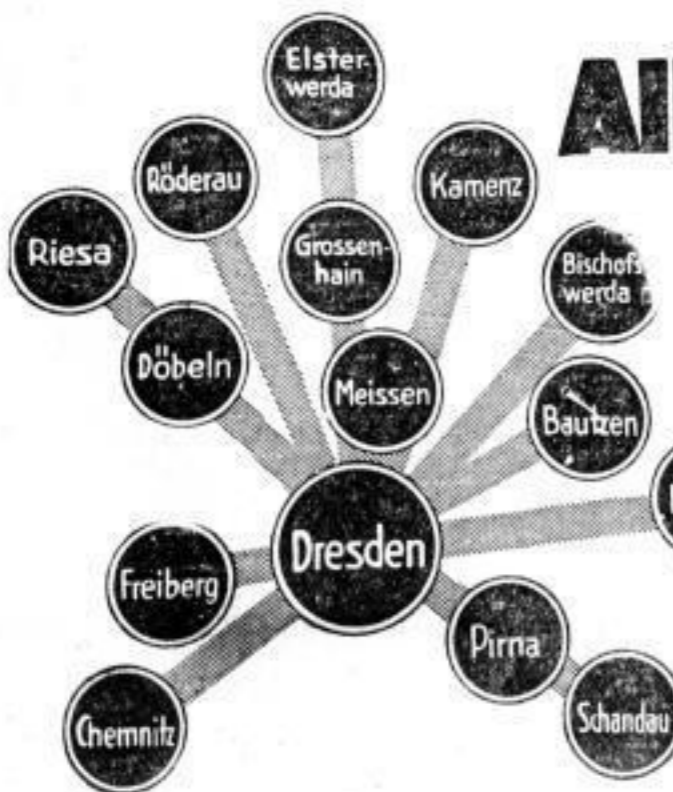 Elster-
werda
Röderau
Kamenz
Riesa
Grossen-
hain
Bischofs
werda
Döbeln
Meissen
Bautzen
Dresden
Freiberg
Pirna
Chemnitz
Schandau